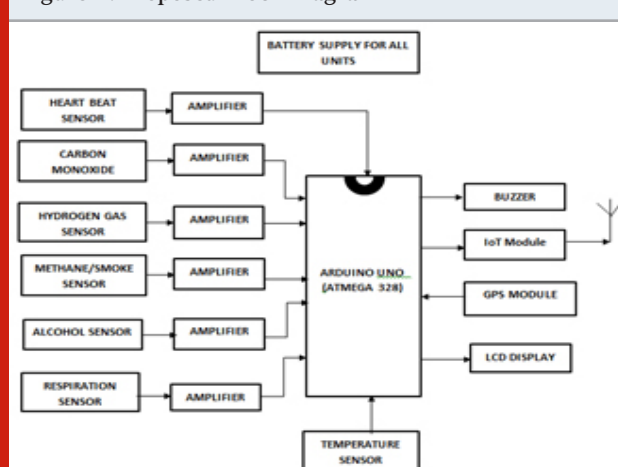 BATTERY SUPPLY FOR ALL
UNITS
HEART BEAT
SENSOR
AMPLIFIER
CARBON
MONOXIDE
AMPLIFIER
HYDROGEN GAS
SENSOR
AMPLIFIER
METHANE/SMOKE
SENSOR
AMPLIFIER
ALCOHOL SENSOR
AMPLIFIER
RESPIRATION
SENSOR
AMPLIFIER
ARDUINO UNO
(ATMEGA 328)
BUZZER
IoT Module
GPS MODULE
LCD DISPLAY
TEMPERATURE
SENSOR